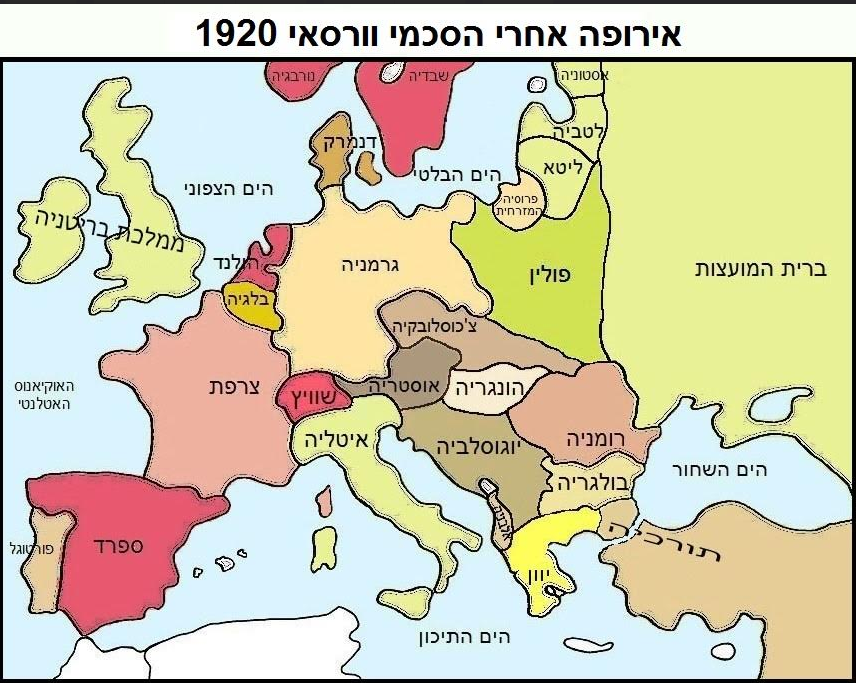 אירופה אחרי הסכמי וורסאי 1920
נורבגיה
שבדיה
אסטוניה
לטביה
ליטא
דנמרק
הים הבלטי
הים הצפוני
פרוסיה
המזרחית
ממלכת בריטניה
הולנד
גרמניה
פולין
ברית המועצות
בלגיה
צ'כוסלובקיה
האוקיאנוס
האטלנטי
צרפת
שוויץ
אוסטריה
הונגריה
איטליה
יוגוסלביה
רומניה
הים השחור
בולגריה
אלבניה
תורכיה
פורטוגל
ספרד
יוון
הים התיכון